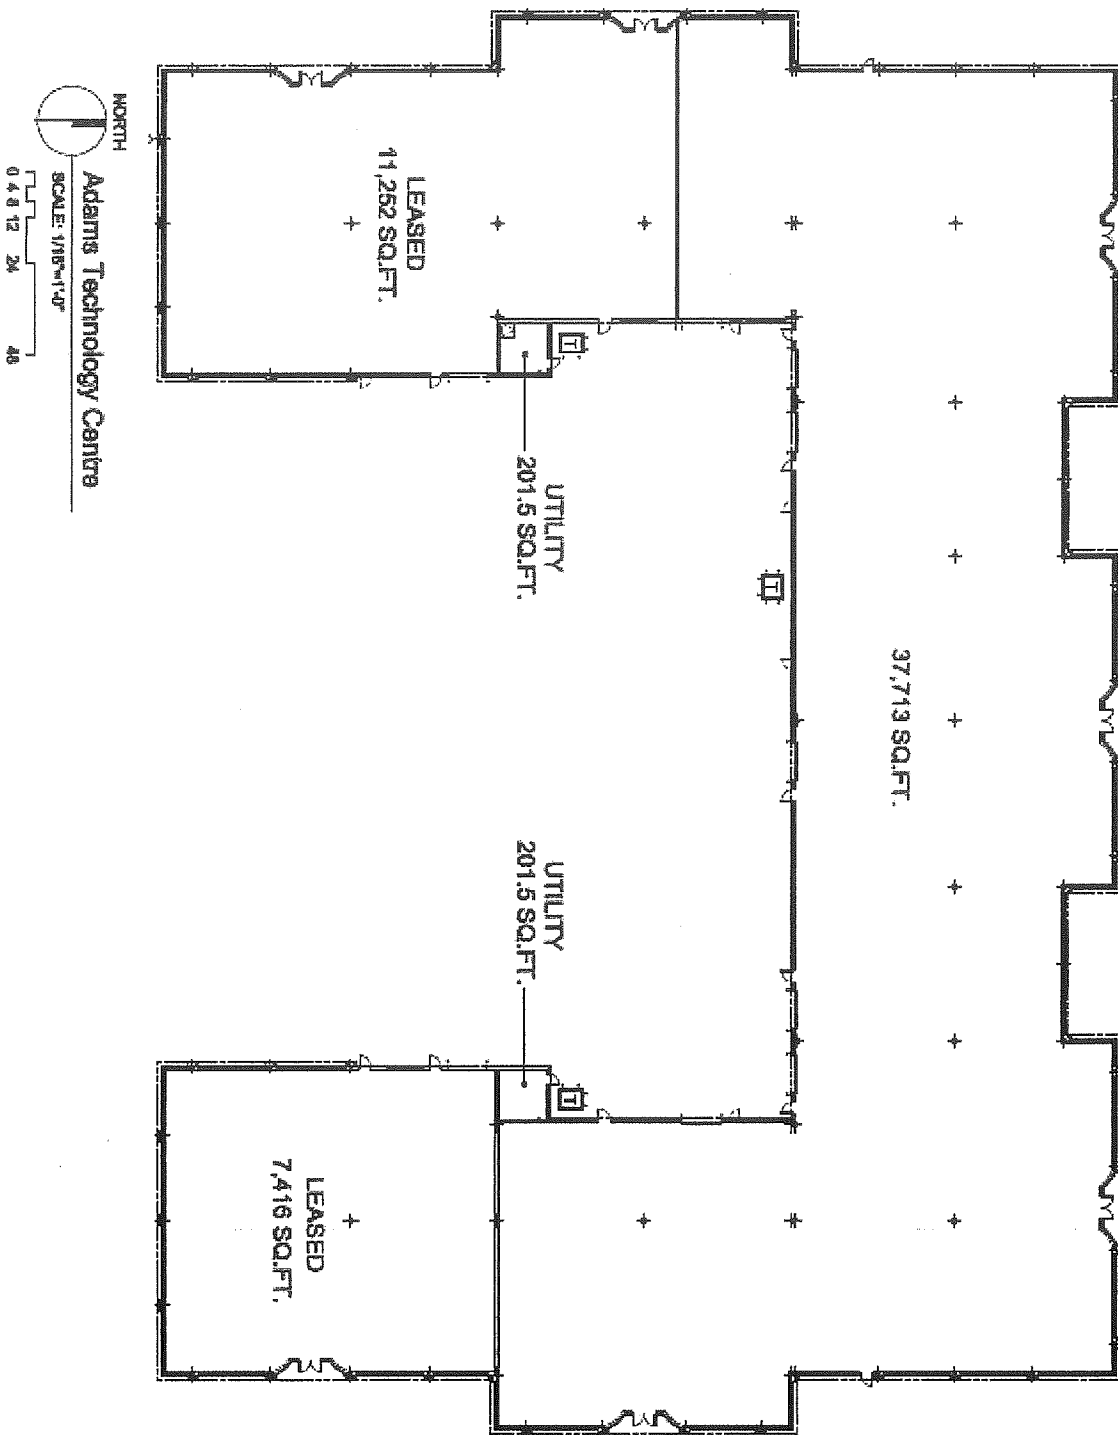 37,713 SQ.FT.
UTILITY
201.5 SQ.FT.
UTILITY
201.5 SQ.FT.
LEASED
11,252 SQ.FT.
LEASED
7,416 SQ.FT.
T
T
T
NORTH
Adams Technology Centre
SCALE: 1/16"=1'-0"
0 4 8 12 24 48